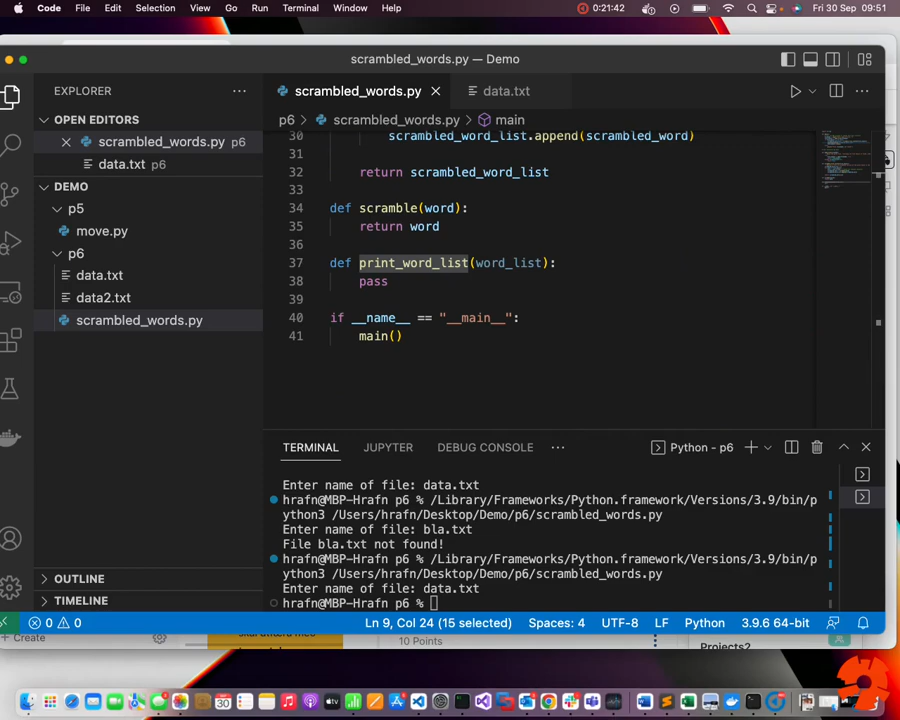 Code File Edit Selection View Go Run Terminal Window Help 0:21:42 Fri 30 Sep 09:51
scrambled_words.py — Demo
EXPLORER
scrambled_words.py
data.txt
OPEN EDITORS
p6 scrambled_words.py main
scrambled_words.py p6
data.txt p6
DEMO
p5
move.py
p6
data.txt
data2.txt
scrambled_words.py
30 scrambled_word_list.append(scrambled_word)
31
32 return scrambled_word_list
33
34 def scramble(word):
35 return word
36
37 def print_word_list(word_list):
38 pass
39
40 if __name__ == "__main__":
41 main()
TERMINAL JUPYTER DEBUG CONSOLE Python - p6
Enter name of file: data.txt
hrafn@MBP-Hrafn p6 % /Library/Frameworks/Python.framework/Versions/3.9/bin/p
ython3 /Users/hrafn/Desktop/Demo/p6/scrambled_words.py
Enter name of file: bla.txt
File bla.txt not found!
hrafn@MBP-Hrafn p6 % /Library/Frameworks/Python.framework/Versions/3.9/bin/p
ython3 /Users/hrafn/Desktop/Demo/p6/scrambled_words.py
Enter name of file: data.txt
hrafn@MBP-Hrafn p6 %
OUTLINE
TIMELINE
0 0 Ln 9, Col 24 (15 selected) Spaces: 4 UTF-8 LF Python 3.9.6 64-bit
Create
10 Points
Projects2